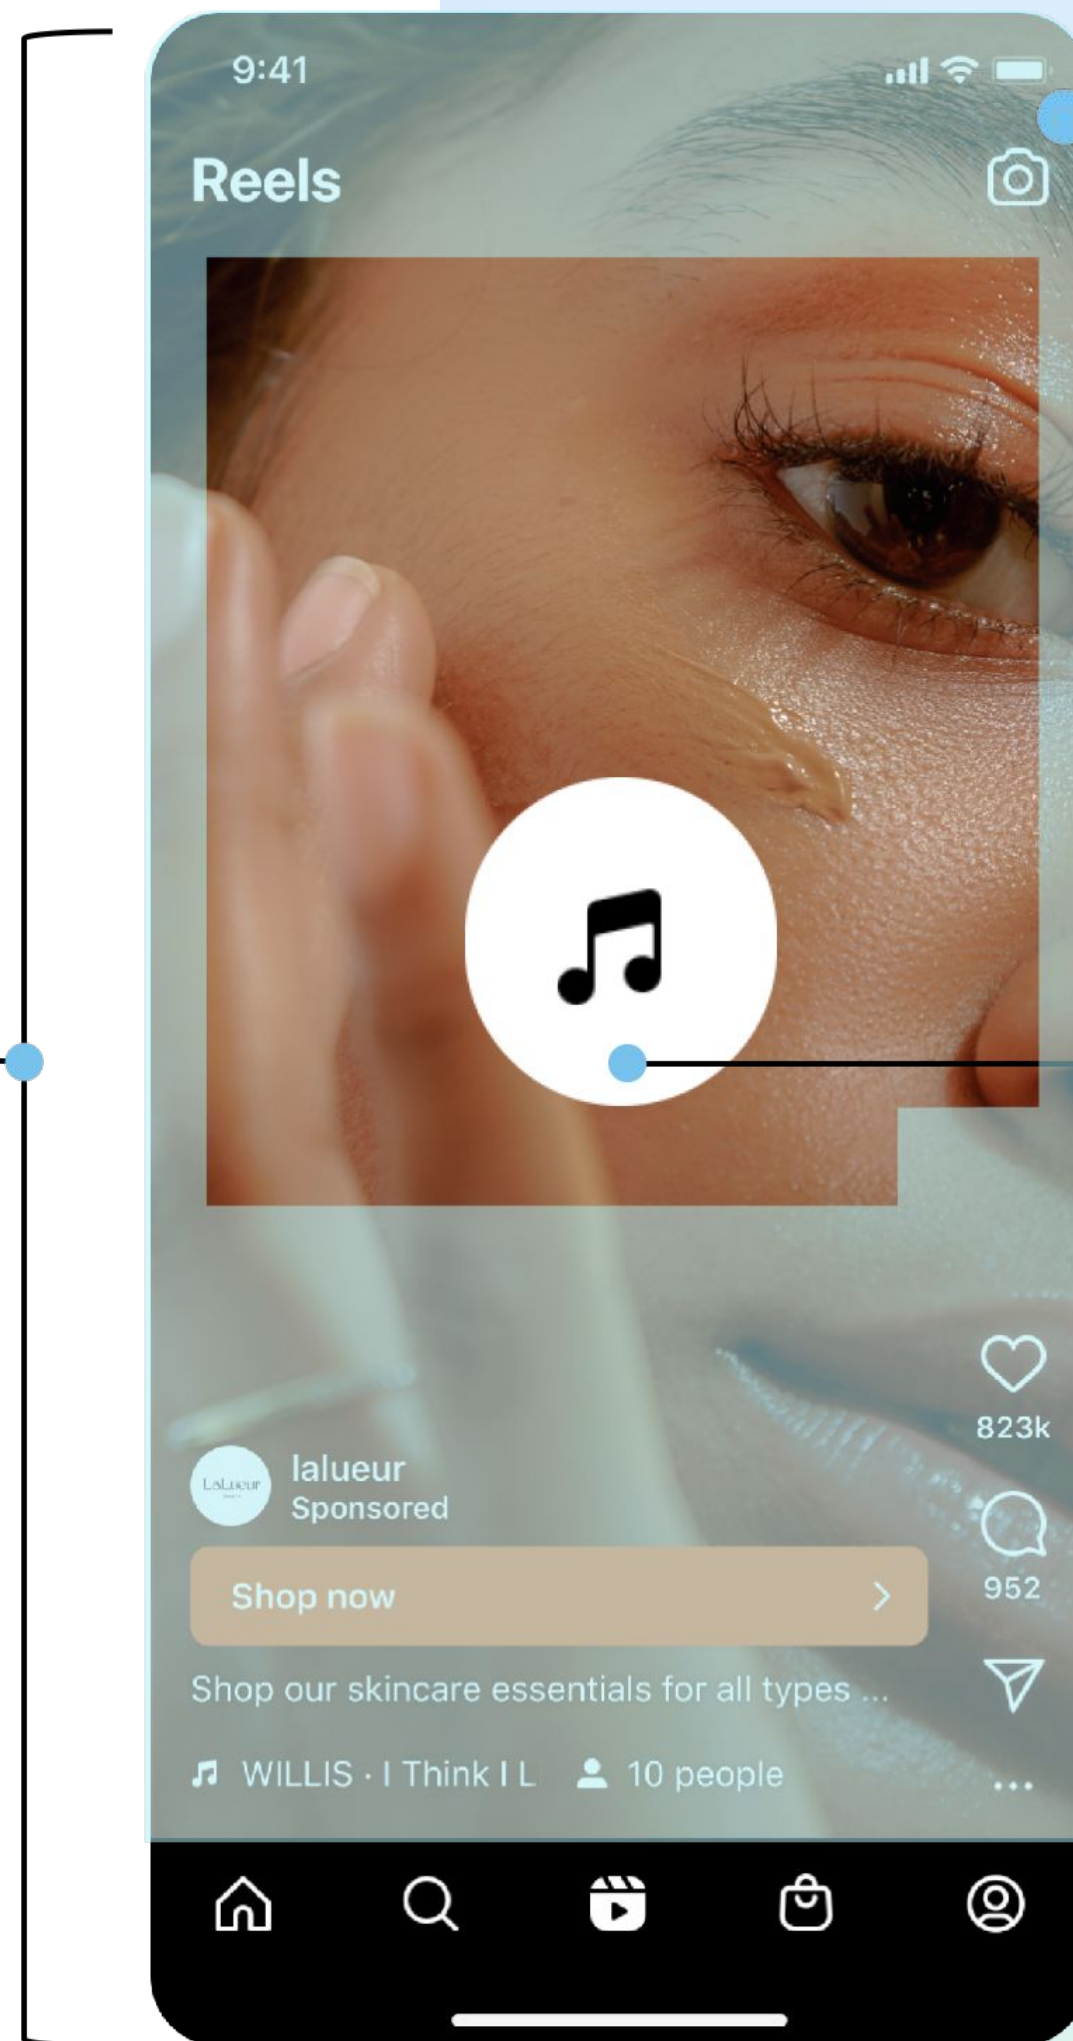 9:41
Reels
823k
LaLueur
lalueur
Sponsored
952
Shop now
Shop our skincare essentials for all types ...
WILLIS · I Think I L
10 people